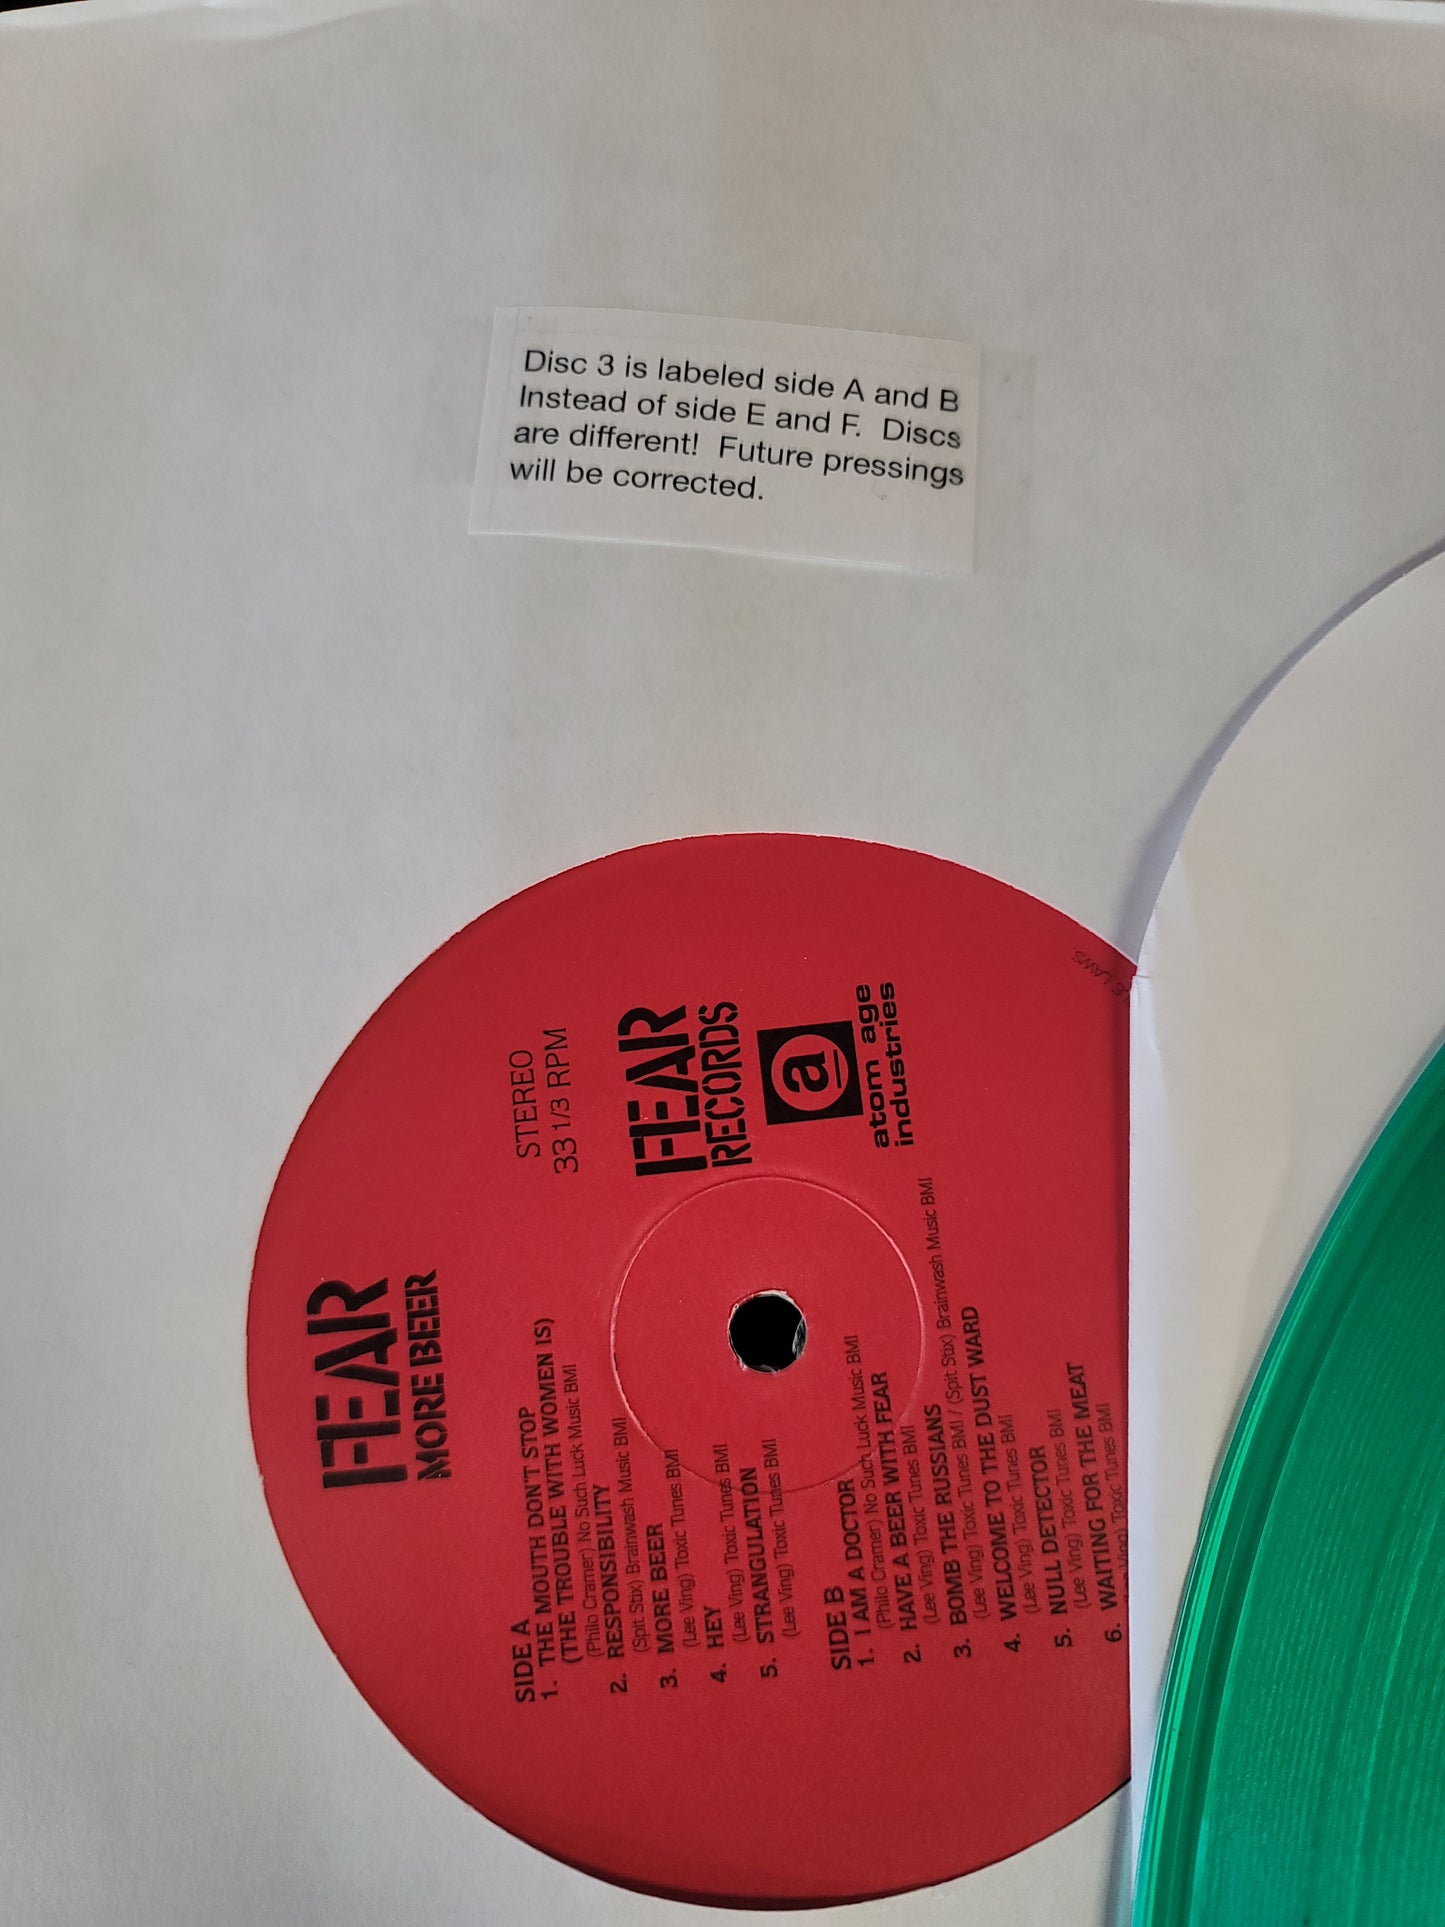 Disc 3 is labeled side A and B
Instead of side E and F.  Discs
are different!  Future pressings
will be corrected.
FEAR
MORE BEER
STEREO
33 1/3 RPM
FEAR
RECORDS
a
atom age
industries
SIDE A
1. THE MOUTH DON'T STOP
(THE TROUBLE WITH WOMEN IS)
(Philo Cramer) No Such Luck Music BMI
2. RESPONSIBILITY
(Spit Stix) Brainwash Music BMI
3. MORE BEER
(Lee Ving) Toxic Tunes BMI
4. HEY
(Lee Ving) Toxic Tunes BMI
5. STRANGULATION
(Lee Ving) Toxic Tunes BMI
SIDE B
1. I AM A DOCTOR
(Philo Cramer) No Such Luck Music BMI
2. HAVE A BEER WITH FEAR
(Lee Ving) Toxic Tunes BMI
3. BOMB THE RUSSIANS
(Lee Ving) Toxic Tunes BMI / (Spit Stix) Brainwash Music BMI
4. WELCOME TO THE DUST WARD
(Lee Ving) Toxic Tunes BMI
5. NULL DETECTOR
(Lee Ving) Toxic Tunes BMI
6. WAITING FOR THE MEAT
Ving) Toxic Tunes BMI
LAWS.